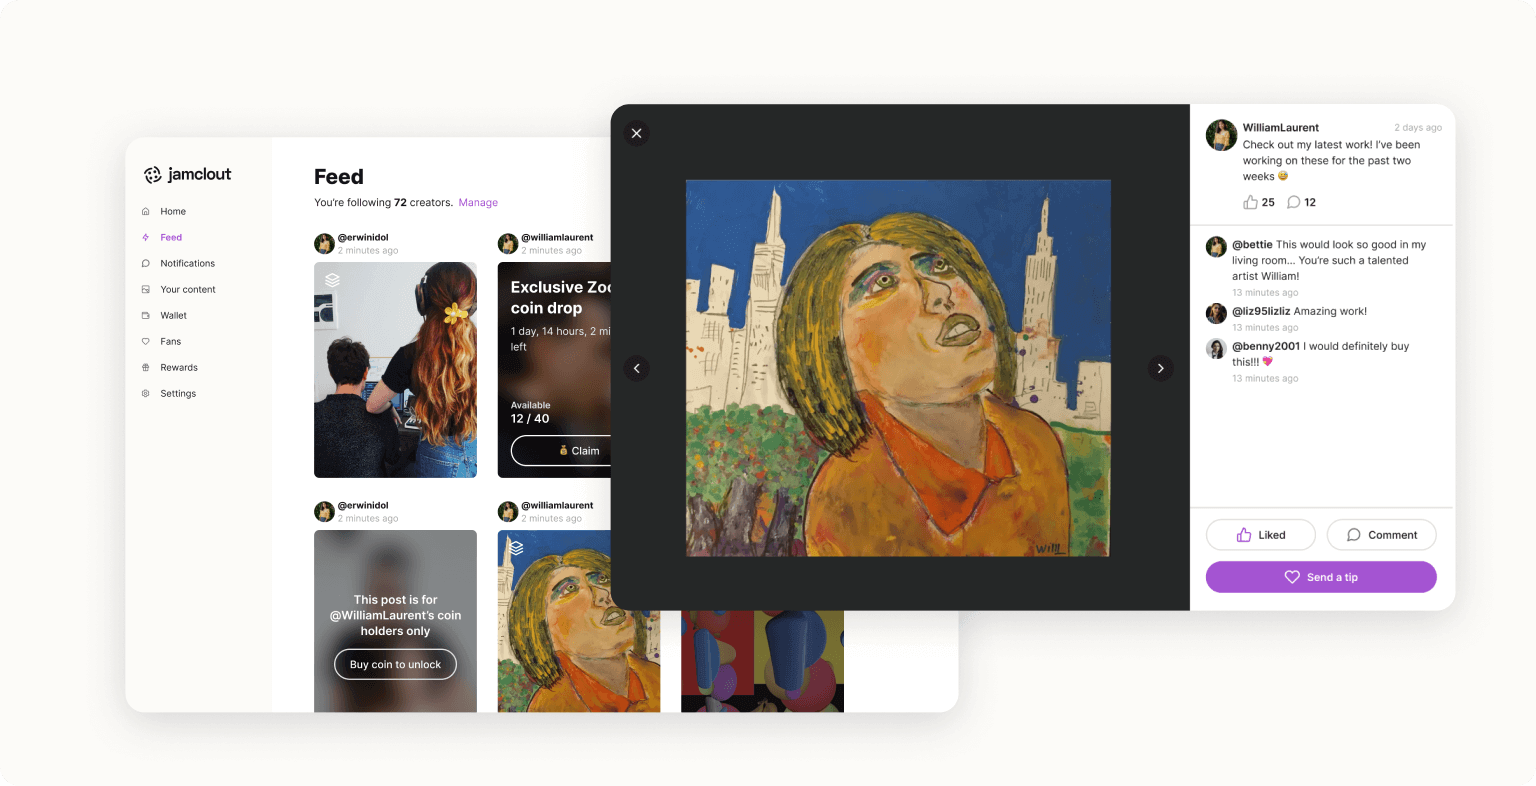 jamclout
Home
Feed
Notifications
Your content
Wallet
Fans
Rewards
Settings
Feed
You're following 72 creators. Manage
@erwinidol
2 minutes ago
@williamlaurent
2 minutes ago
Exclusive Zoo
coin drop
1 day, 14 hours, 2 mi
left
Available
12 / 40
💰 Claim
@erwinidol
2 minutes ago
This post is for
@WilliamLaurent's coin
holders only
Buy coin to unlock
@williamlaurent
2 minutes ago
Will
WilliamLaurent
2 days ago
Check out my latest work! I've been
working on these for the past two
weeks 😅
25
12
@bettie This would look so good in my
living room... You're such a talented
artist William!
13 minutes ago
@liz95lizliz Amazing work!
13 minutes ago
@benny2001 I would definitely buy
this!!! 💖
13 minutes ago
Liked
Comment
Send a tip